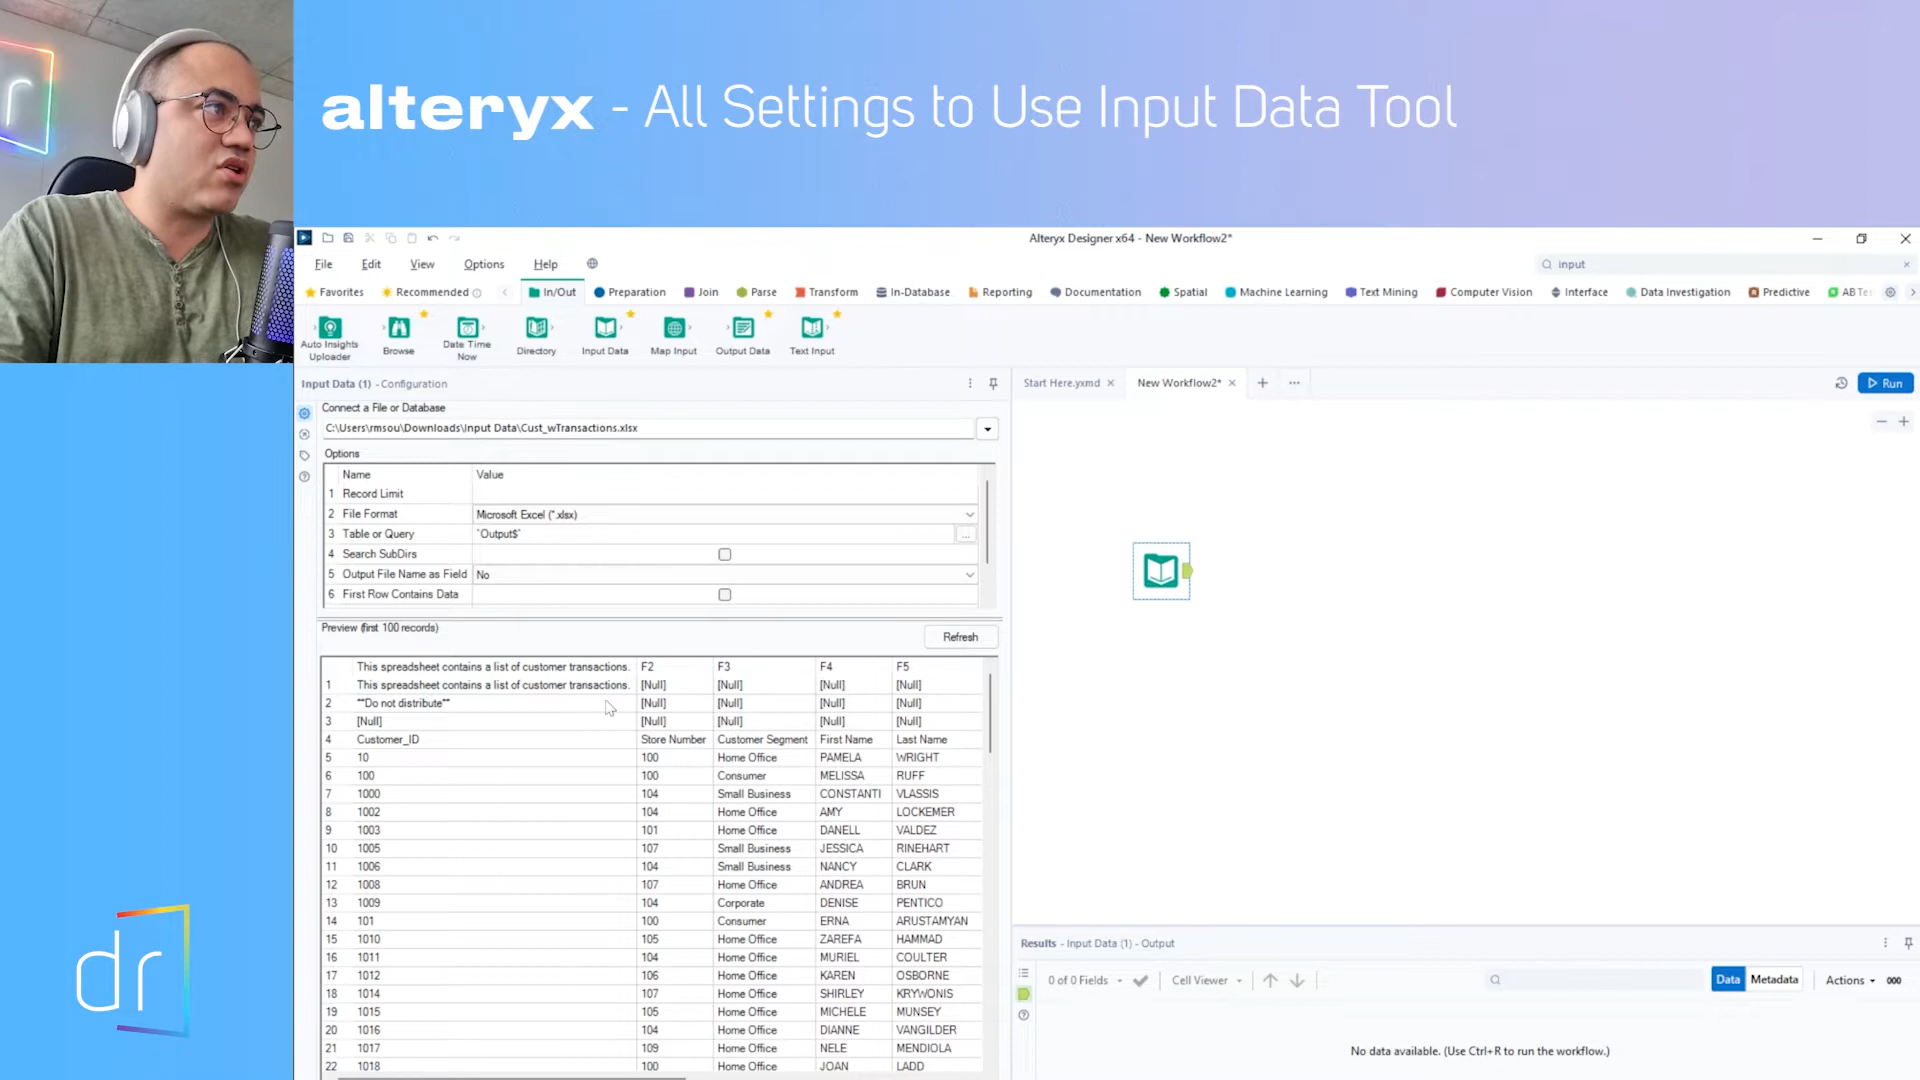 alteryx - All Settings to Use Input Data Tool
Alteryx Designer x64 - New Workflow2*
File Edit View Options Help
input
Favorites Recommended In/Out Preparation Join Parse Transform In-Database Reporting Documentation Spatial Machine Learning Text Mining Computer Vision Interface Data Investigation Predictive AB Tes
Auto Insights Uploader
Browse
Date Time Now
Directory
Input Data
Map Input
Output Data
Text Input
Input Data (1) - Configuration
Start Here.yxmd New Workflow2* Run
Connect a File or Database
C:\Users\rmsou\Downloads\Input Data\Cust_wTransactions.xlsx
Options
Name Value
1 Record Limit
2 File Format Microsoft Excel (*.xlsx)
3 Table or Query `Output$` ...
4 Search SubDirs
5 Output File Name as Field No
6 First Row Contains Data
Preview (first 100 records)
Refresh
This spreadsheet contains a list of customer transactions. F2 F3 F4 F5
1 This spreadsheet contains a list of customer transactions. [Null] [Null] [Null] [Null]
2 **Do not distribute** [Null] [Null] [Null] [Null]
3 [Null] [Null] [Null] [Null] [Null]
4 Customer_ID Store Number Customer Segment First Name Last Name
5 10 100 Home Office PAMELA WRIGHT
6 100 100 Consumer MELISSA RUFF
7 1000 104 Small Business CONSTANTI VLASSIS
8 1002 104 Home Office AMY LOCKEMER
9 1003 101 Home Office DANELL VALDEZ
10 1005 107 Small Business JESSICA RINEHART
11 1006 104 Small Business NANCY CLARK
12 1008 107 Home Office ANDREA BRUN
13 1009 104 Corporate DENISE PENTICO
14 101 100 Consumer ERNA ARUSTAMYAN
15 1010 105 Home Office ZAREFA HAMMAD
16 1011 104 Home Office MURIEL COULTER
17 1012 106 Home Office KAREN OSBORNE
18 1014 107 Home Office SHIRLEY KRYWONIS
19 1015 105 Home Office MICHELE MUNSEY
20 1016 104 Home Office DIANNE VANGILDER
21 1017 109 Home Office NELE MENDIOLA
22 1018 100 Home Office JOAN LADD
Results - Input Data (1) - Output
0 of 0 Fields Cell Viewer Data Metadata Actions 000
No data available. (Use Ctrl+R to run the workflow.)
dr
r